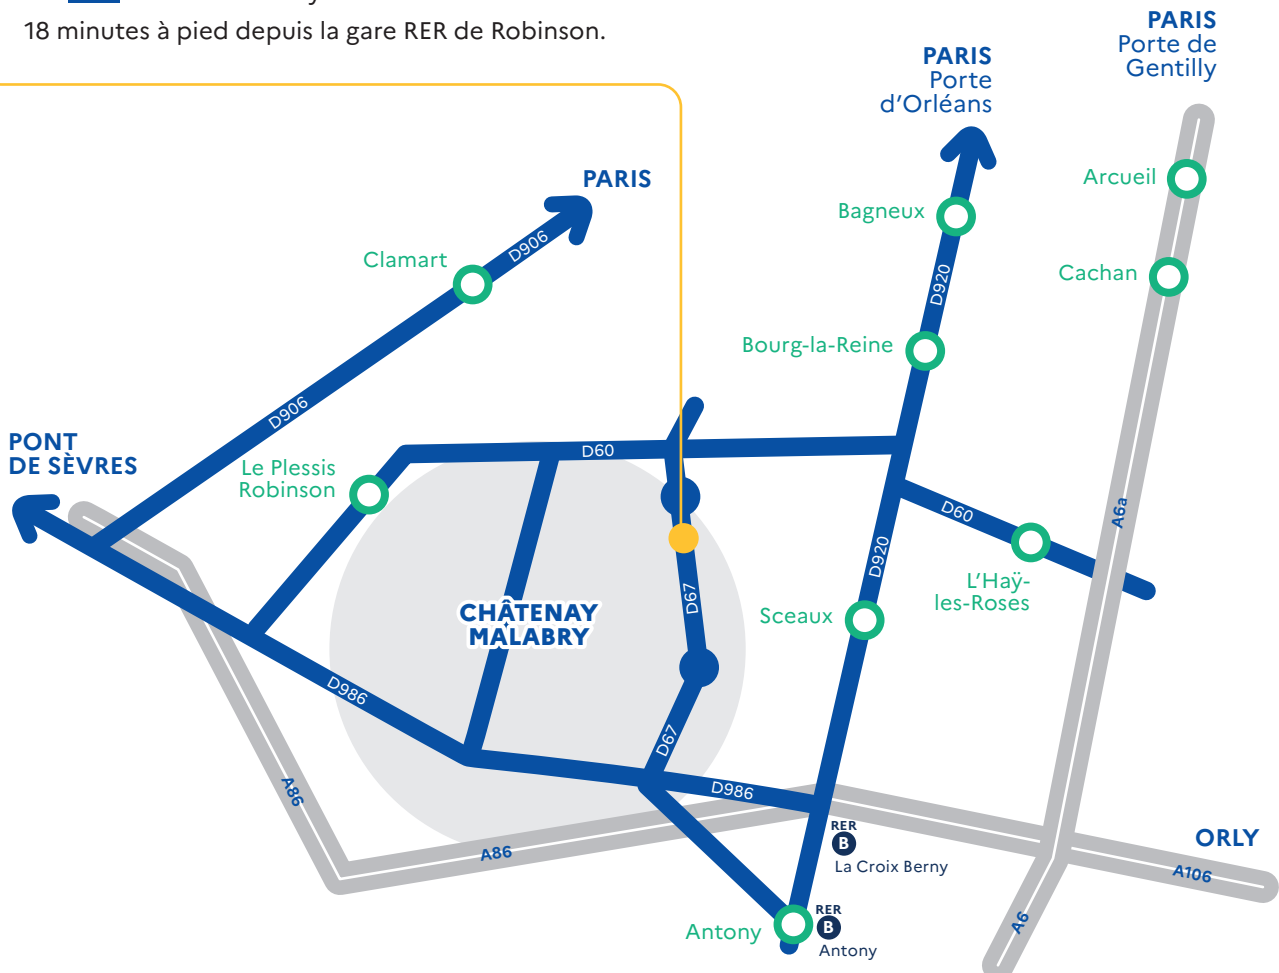 18 minutes à pied depuis la gare RER de Robinson.
PARIS
Porte de
Gentilly
PARIS
Porte
d'Orléans
PARIS
Arcueil
Bagneux
Clamart
D906
Cachan
D920
Bourg-la-Reine
D906
PONT
DE SÈVRES
Le Plessis
Robinson
D60
D60
A6a
D920
L'Haÿ-
les-Roses
CHÂTENAY
MALABRY
D67
Sceaux
D986
D67
A86
D986
RER
B
La Croix Berny
ORLY
A86
A106
RER
B
Antony
Antony
A6